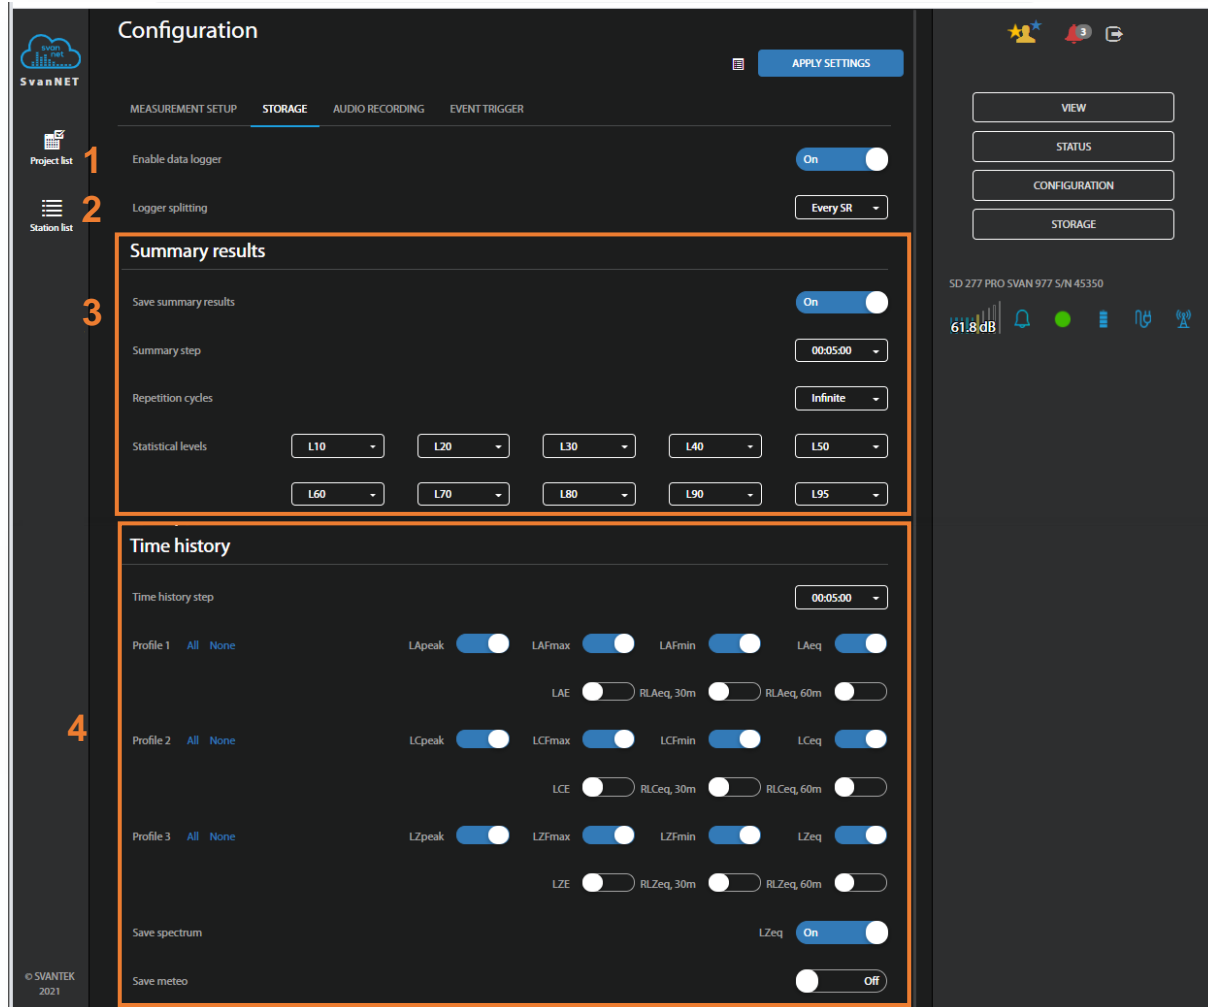 Configuration
svan
net
SvanNET
3
APPLY SETTINGS
MEASUREMENT SETUP STORAGE AUDIO RECORDING EVENT TRIGGER
VIEW
Project list
1
Enable data logger On
STATUS
CONFIGURATION
Station list
2
Logger splitting Every SR
STORAGE
Summary results
SD 277 PRO SVAN 977 S/N 45350
3
Save summary results On
61.8 dB
Summary step 00:05:00
Repetition cycles Infinite
Statistical levels L10 L20 L30 L40 L50
L60 L70 L80 L90 L95
Time history
Time history step 00:05:00
Profile 1 All None LApeak LAFmax LAFmin LAeq
LAE RLAeq, 30m RLAeq, 60m
4
Profile 2 All None LCpeak LCFmax LCFmin LCeq
LCE RLCeq, 30m RLCeq, 60m
Profile 3 All None LZpeak LZFmax LZFmin LZeq
LZE RLZeq, 30m RLZeq, 60m
Save spectrum LZeq On
Save meteo Off
© SVANTEK
2021